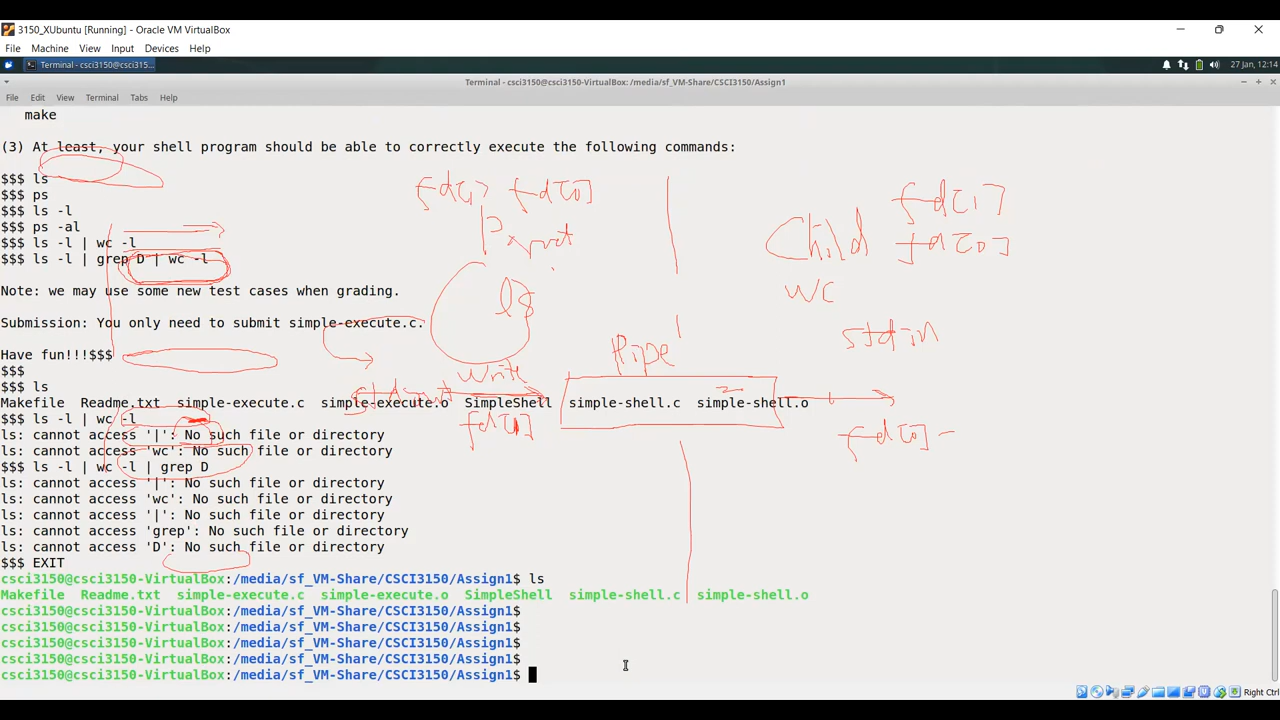 3150_XUbuntu [Running] - Oracle VM VirtualBox
File Machine View Input Devices Help
Terminal - csci3150@csci315... 27 Jan, 12:14
Terminal - csci3150@csci3150-VirtualBox: /media/sf_VM-Share/CSCI3150/Assign1
File Edit View Terminal Tabs Help
make
(3) At least, your shell program should be able to correctly execute the following commands:
$$$ ls
$$$ ps
$$$ ls -l
$$$ ps -al
$$$ ls -l | wc -l
$$$ ls -l | grep D | wc -l
fd[1] fd[0]
Parent
ls
Child
fd[1]
fd[0]
WC
stdin
Pipe
Write
stdout
fd[1]
fd[0]
Note: we may use some new test cases when grading.
Submission: You only need to submit simple-execute.c.
Have fun!!!$$$
$$$
$$$ ls
Makefile Readme.txt simple-execute.c simple-execute.o SimpleShell simple-shell.c simple-shell.o
$$$ ls -l | wc -l
ls: cannot access '|': No such file or directory
ls: cannot access 'wc': No such file or directory
$$$ ls -l | wc -l | grep D
ls: cannot access '|': No such file or directory
ls: cannot access 'wc': No such file or directory
ls: cannot access '|': No such file or directory
ls: cannot access 'grep': No such file or directory
ls: cannot access 'D': No such file or directory
$$$ EXIT
csci3150@csci3150-VirtualBox:/media/sf_VM-Share/CSCI3150/Assign1$ ls
Makefile Readme.txt simple-execute.c simple-execute.o SimpleShell simple-shell.c simple-shell.o
csci3150@csci3150-VirtualBox:/media/sf_VM-Share/CSCI3150/Assign1$
csci3150@csci3150-VirtualBox:/media/sf_VM-Share/CSCI3150/Assign1$
csci3150@csci3150-VirtualBox:/media/sf_VM-Share/CSCI3150/Assign1$
csci3150@csci3150-VirtualBox:/media/sf_VM-Share/CSCI3150/Assign1$
csci3150@csci3150-VirtualBox:/media/sf_VM-Share/CSCI3150/Assign1$
Right Ctrl